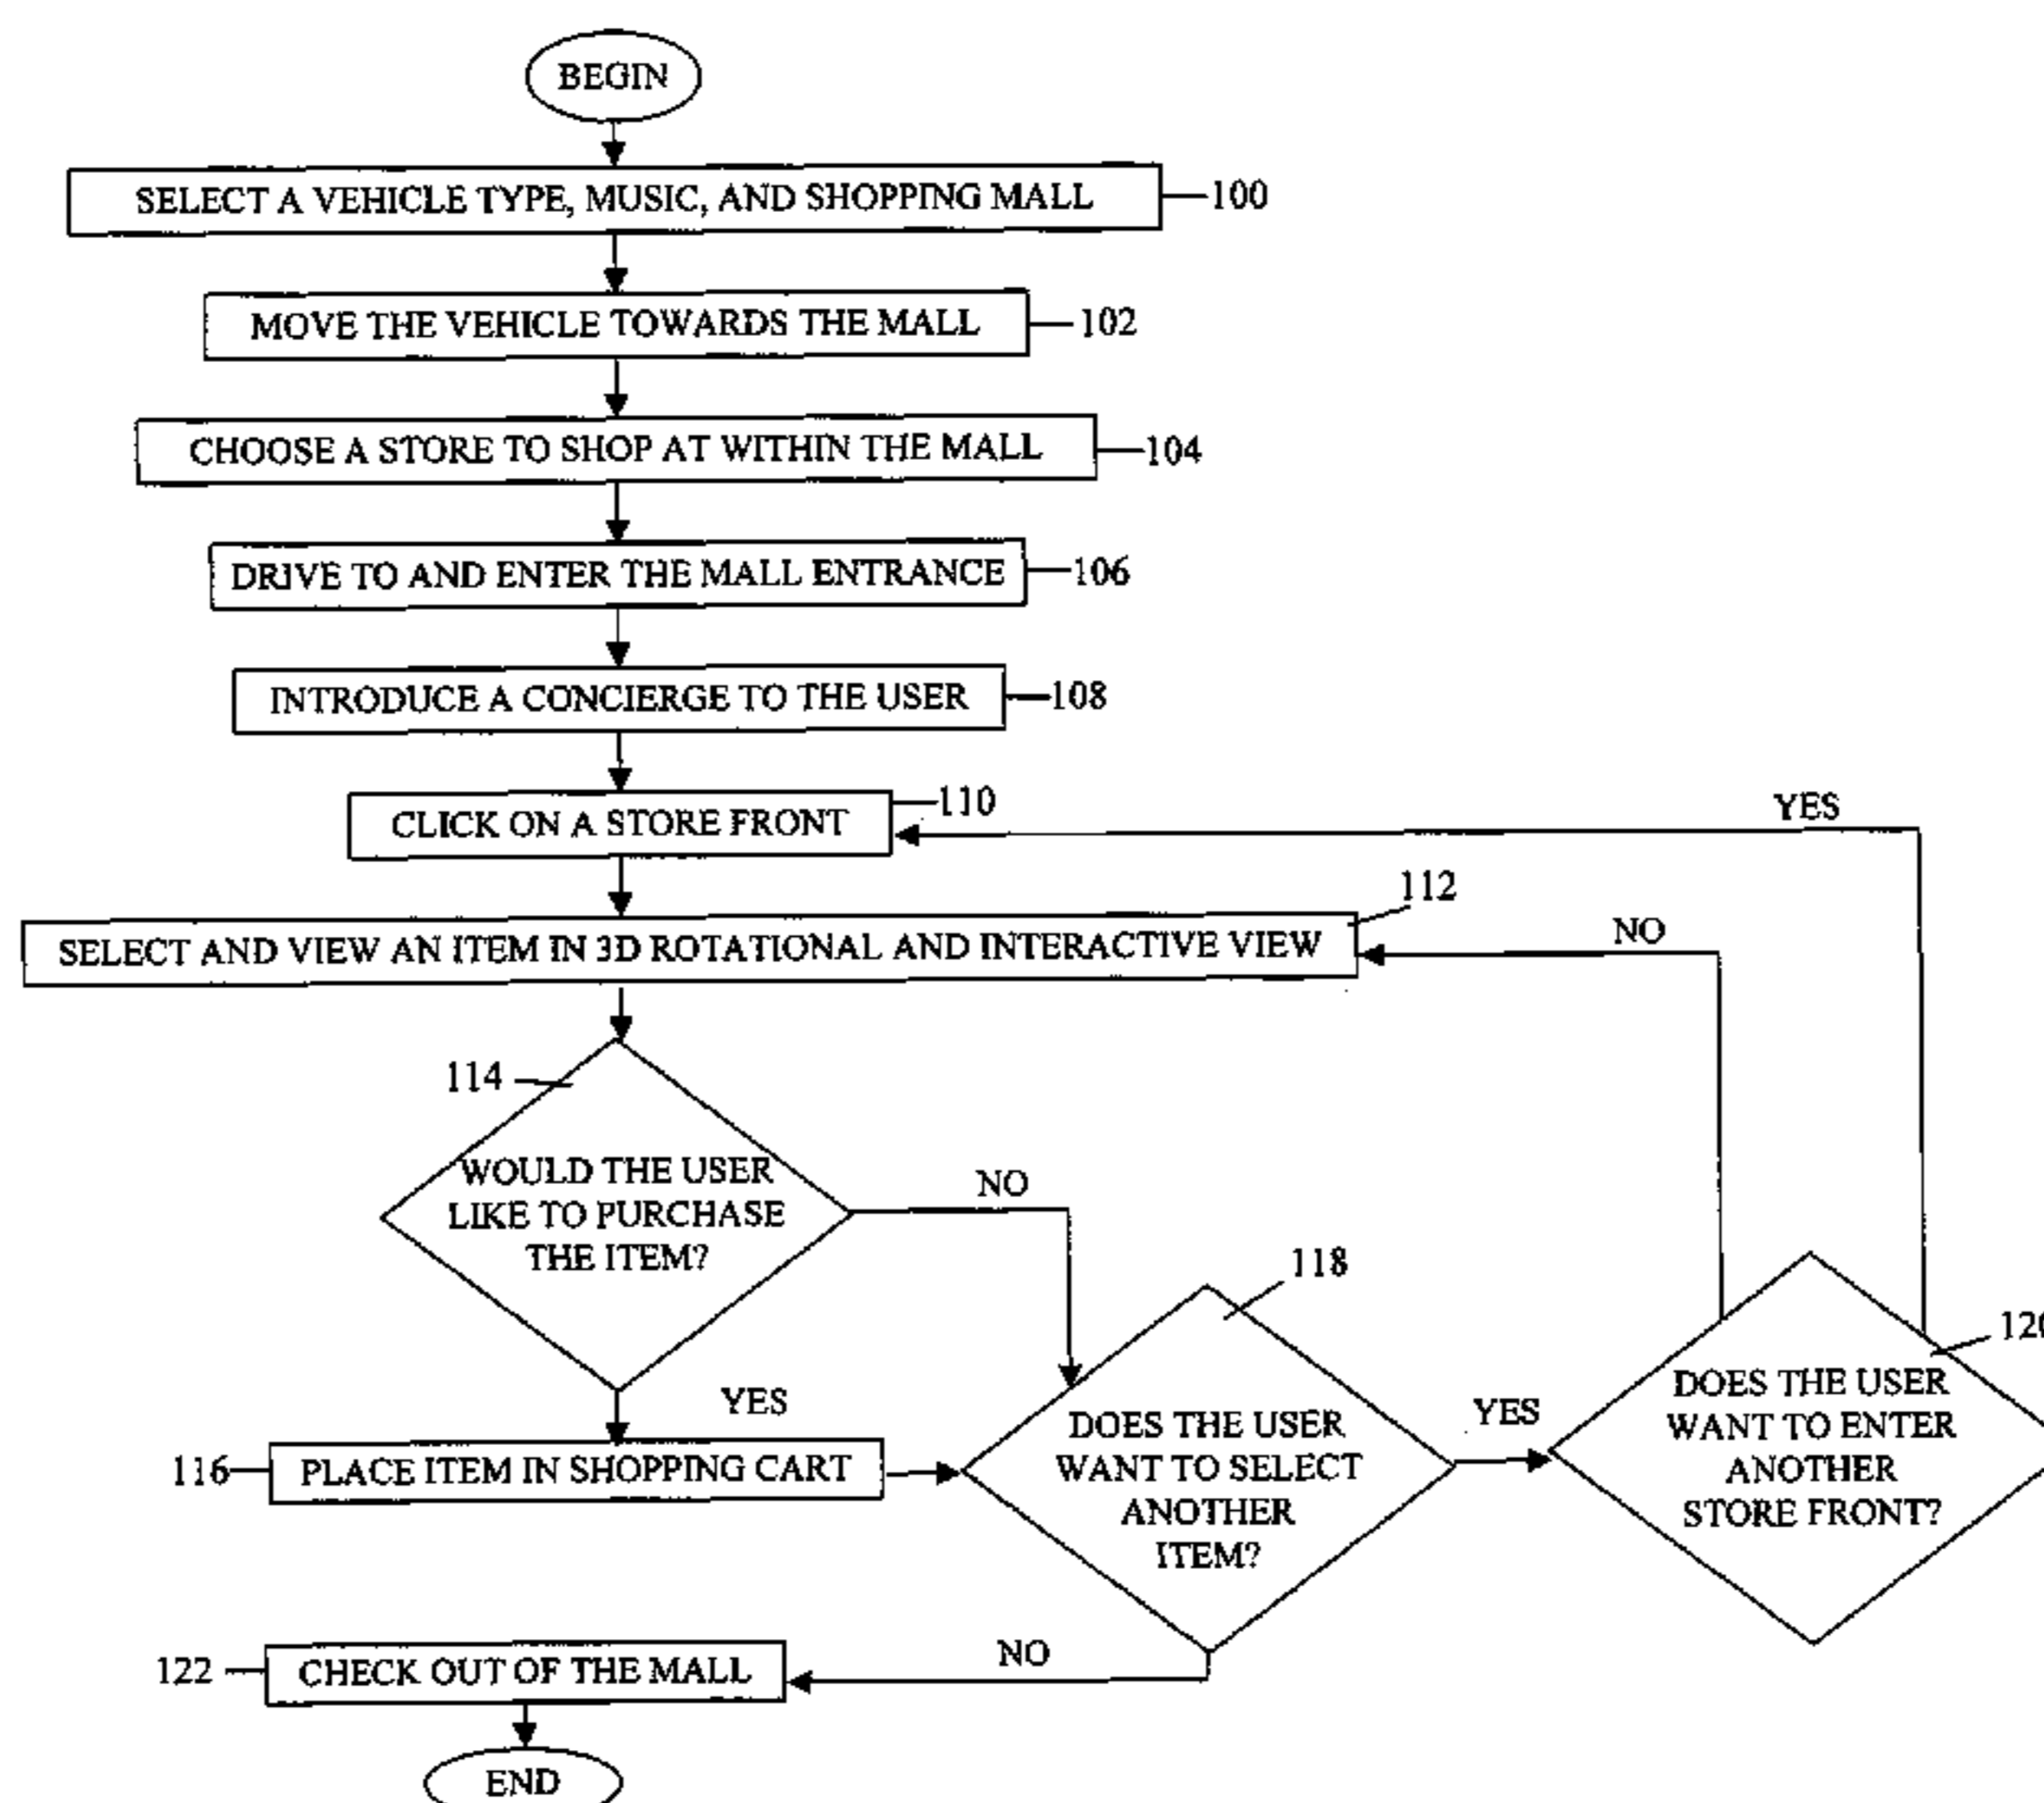 BEGIN
SELECT A VEHICLE TYPE, MUSIC, AND SHOPPING MALL
100
MOVE THE VEHICLE TOWARDS THE MALL
102
CHOOSE A STORE TO SHOP AT WITHIN THE MALL
104
DRIVE TO AND ENTER THE MALL ENTRANCE
106
INTRODUCE A CONCIERGE TO THE USER
108
CLICK ON A STORE FRONT
110
YES
112
SELECT AND VIEW AN ITEM IN 3D ROTATIONAL AND INTERACTIVE VIEW
NO
114
WOULD THE USER
LIKE TO PURCHASE
THE ITEM?
NO
118
120
YES
116
PLACE ITEM IN SHOPPING CART
DOES THE USER
WANT TO SELECT
ANOTHER
ITEM?
YES
DOES THE USER
WANT TO ENTER
ANOTHER
STORE FRONT?
NO
122
CHECK OUT OF THE MALL
END